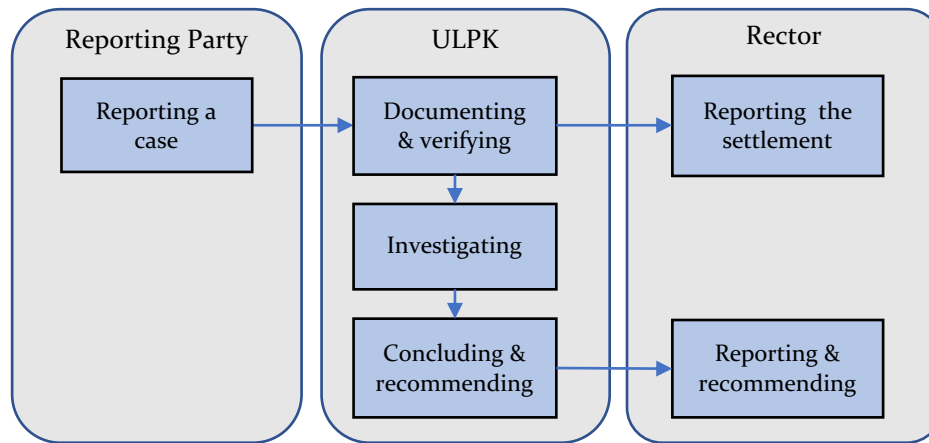 Reporting Party
ULPK
Rector
Reporting a
case
Documenting
& verifying
Reporting the
settlement
Investigating
Concluding &
recommending
Reporting &
recommending